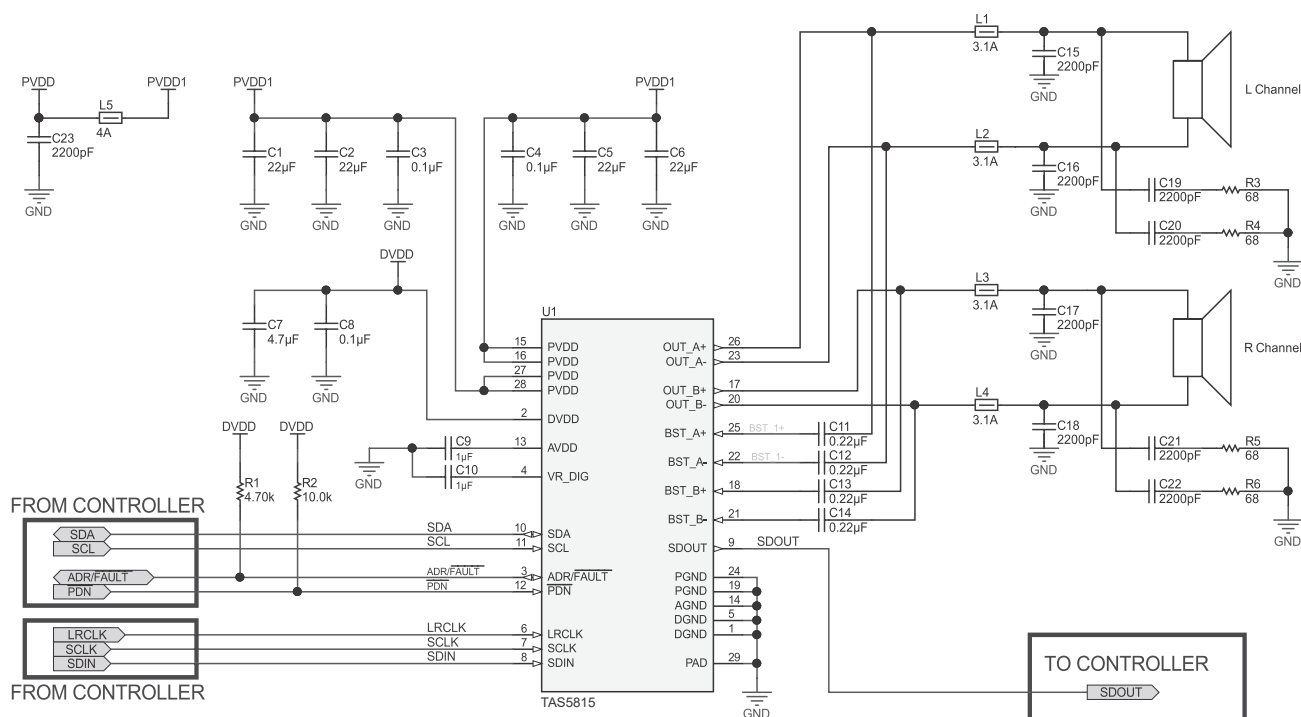 PVDD
PVDD1
L5
4A
C23
2200pF
GND
PVDD1
PVDD1
C1
22µF
C2
22µF
C3
0.1µF
C4
0.1µF
C5
22µF
C6
22µF
GND
GND
GND
GND
GND
GND
DVDD
C7
4.7µF
C8
0.1µF
GND
GND
L1
3.1A
C15
2200pF
GND
L Channel
L2
3.1A
C16
2200pF
GND
C19
2200pF
R3
68
C20
2200pF
R4
68
GND
L3
3.1A
C17
2200pF
GND
R Channel
L4
3.1A
C18
2200pF
GND
C21
2200pF
R5
68
C22
2200pF
R6
68
GND
U1
15 PVDD
16 PVDD
27 PVDD
28 PVDD
2 DVDD
13 AVDD
4 VR_DIG
10 SDA
11 SCL
3 ADR/FAULT
12 PDN
6 LRCLK
7 SCLK
8 SDIN
OUT_A+ 26
OUT_A- 23
OUT_B+ 17
OUT_B- 20
BST_A+ 25 BST_1+
BST_A- 22 BST_1-
BST_B+ 18
BST_B- 21
SDOUT 9 SDOUT
PGND 24
PGND 19
AGND 14
DGND 5
DGND 1
PAD 29
TAS5815
GND
C11
0.22µF
C12
0.22µF
C13
0.22µF
C14
0.22µF
C9
1µF
C10
1µF
GND
DVDD
DVDD
R1
4.70k
R2
10.0k
FROM CONTROLLER
SDA
SCL
ADR/FAULT
PDN
SDA
SCL
ADR/FAULT
PDN
LRCLK
SCLK
SDIN
LRCLK
SCLK
SDIN
FROM CONTROLLER
TO CONTROLLER
SDOUT